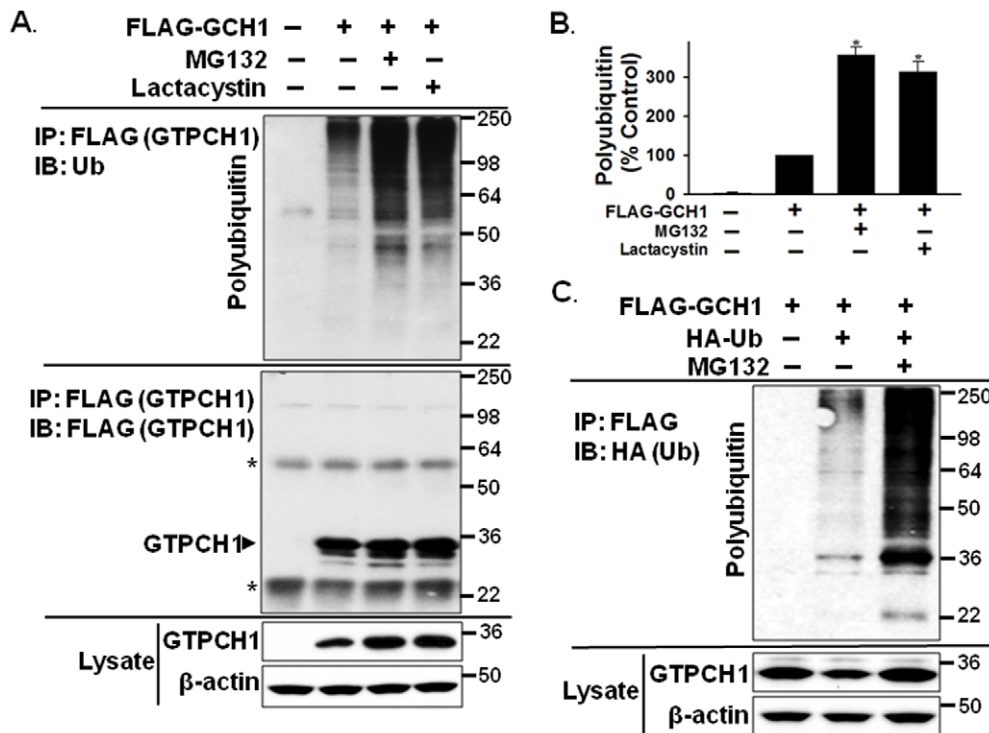 A.
FLAG-GCH1 – + + +
MG132 – – + –
Lactacystin – – – +
IP: FLAG (GTPCH1)
IB: Ub
Polyubiquitin
250
98
64
50
36
22
IP: FLAG (GTPCH1)
IB: FLAG (GTPCH1)
*
GTPCH1
*
250
98
64
50
36
22
Lysate
GTPCH1
36
β-actin
50
B.
Polyubiquitin
(% Control)
300
200
100
0
* *
FLAG-GCH1 – + + +
MG132 – – + –
Lactacystin – – – +
C.
FLAG-GCH1 + + +
HA-Ub – + +
MG132 – – +
IP: FLAG
IB: HA (Ub)
Polyubiquitin
250
98
64
50
36
22
Lysate
GTPCH1
36
β-actin
50